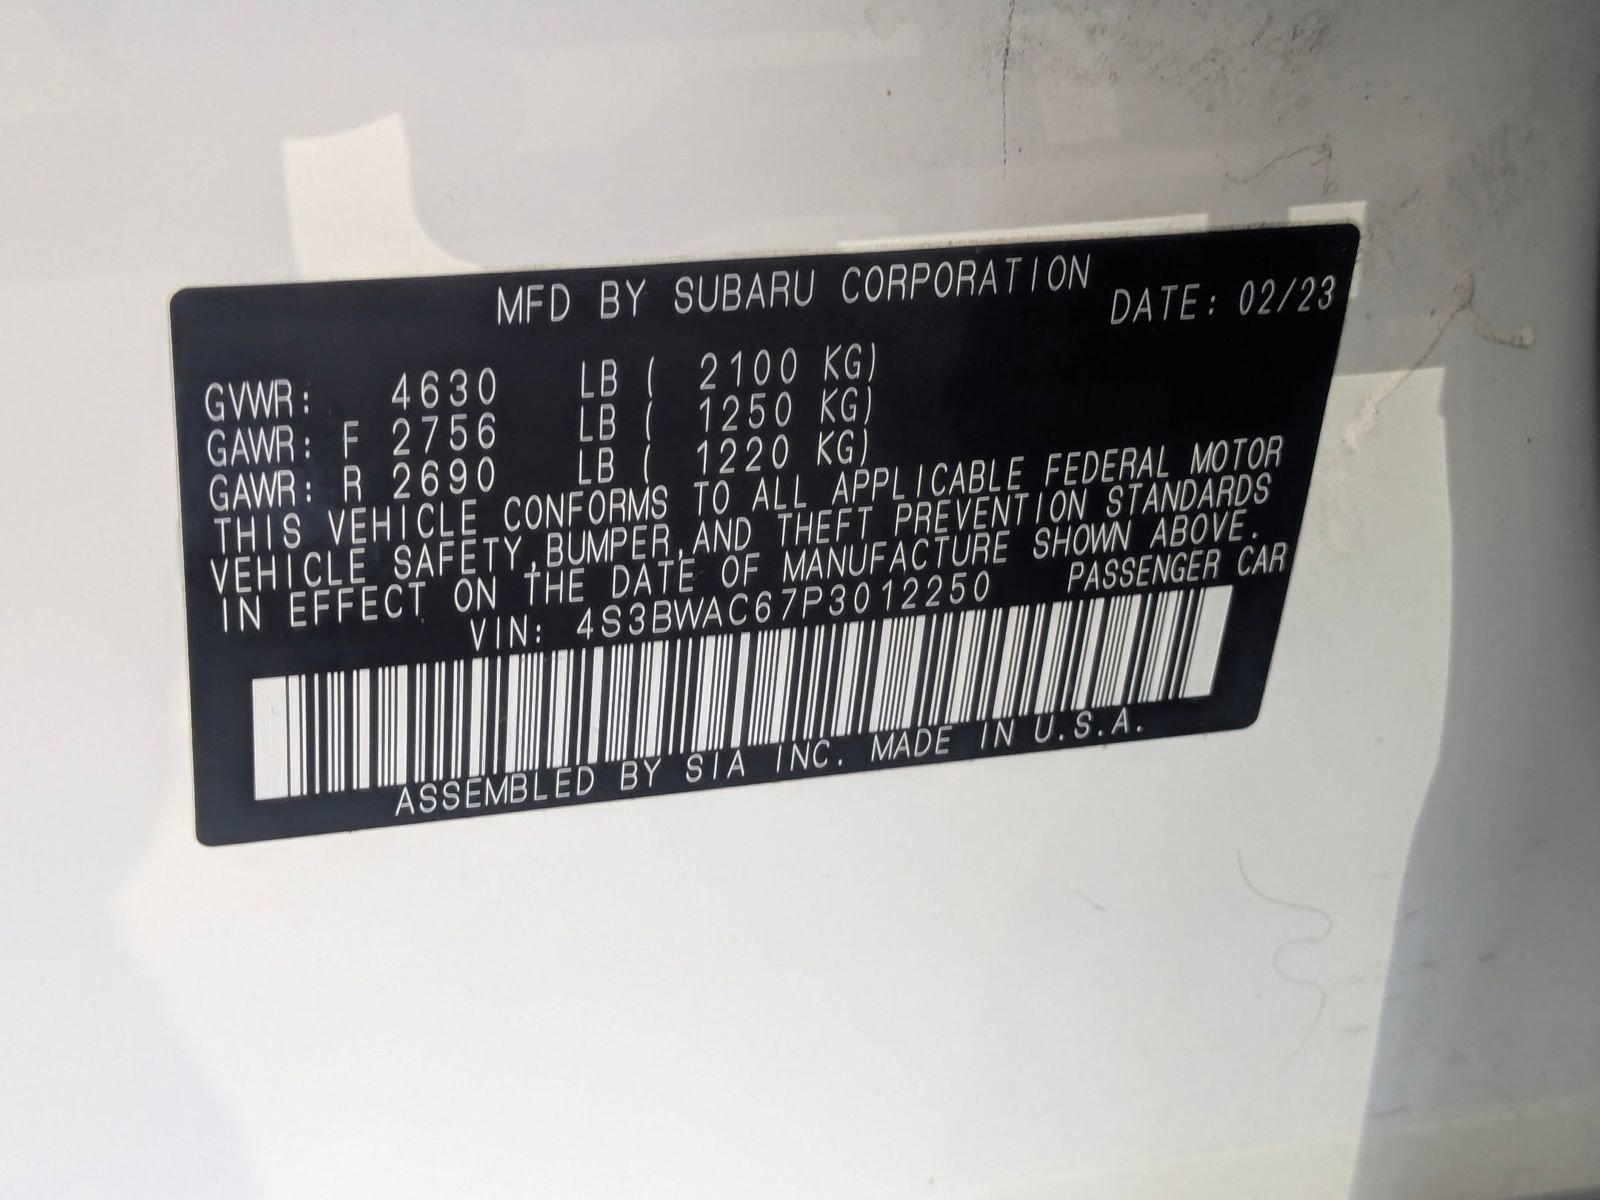 MFD BY SUBARU CORPORATION DATE: 02/23
GVWR: 4630 LB ( 2100 KG)
GAWR: F 2756 LB ( 1250 KG)
GAWR: R 2690 LB ( 1220 KG)
THIS VEHICLE CONFORMS TO ALL APPLICABLE FEDERAL MOTOR
VEHICLE SAFETY,BUMPER,AND THEFT PREVENTION STANDARDS
IN EFFECT ON THE DATE OF MANUFACTURE SHOWN ABOVE.
VIN: 4S3BWAC67P3012250 PASSENGER CAR
ASSEMBLED BY SIA INC. MADE IN U.S.A.